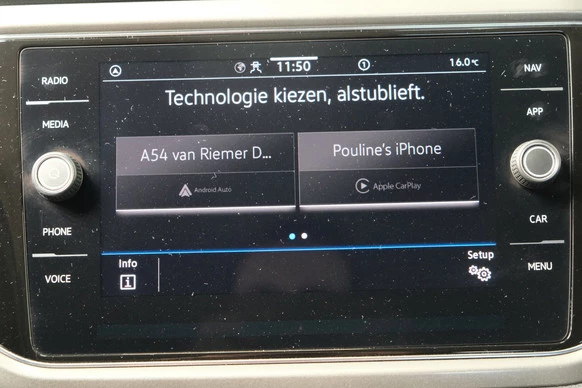 RADIO
MEDIA
PHONE
VOICE
11:50
1
16.0°C
Technologie kiezen, alstublieft.
A54 van Riemer D...
Android Auto
Pouline's iPhone
Apple CarPlay
Info
i
Setup
NAV
APP
CAR
MENU